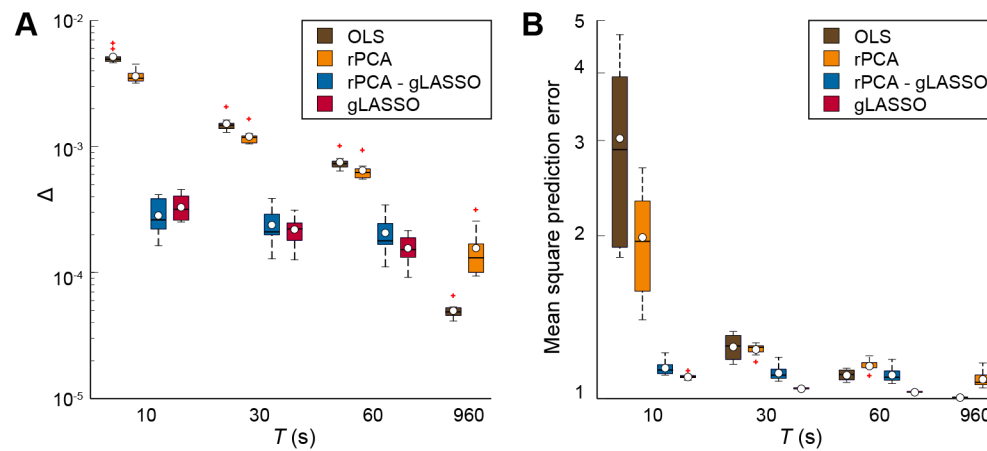 A
10^-2
10^-3
10^-4
10^-5
Δ
OLS
rPCA
rPCA - gLASSO
gLASSO
10 30 60 960
T (s)
B
5
4
3
2
1
Mean square prediction error
OLS
rPCA
rPCA - gLASSO
gLASSO
10 30 60 960
T (s)